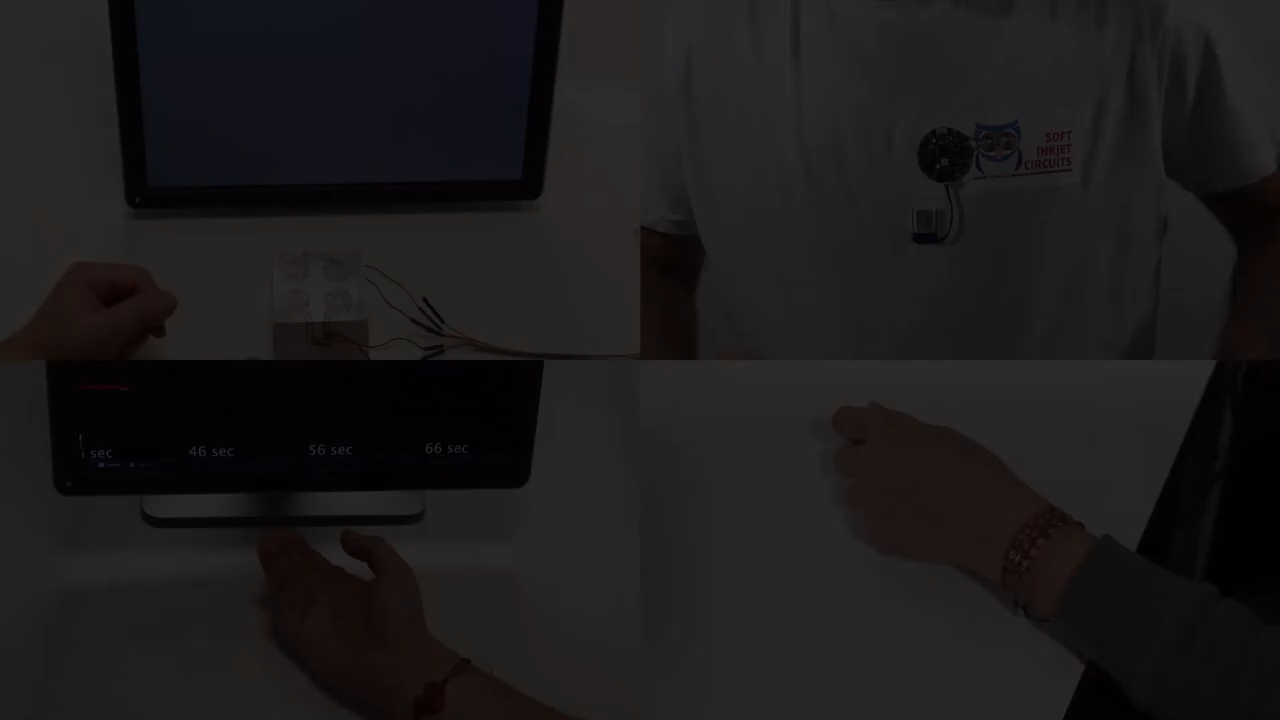 SOFT
INKJET
CIRCUITS
sec
46 sec
56 sec
66 sec